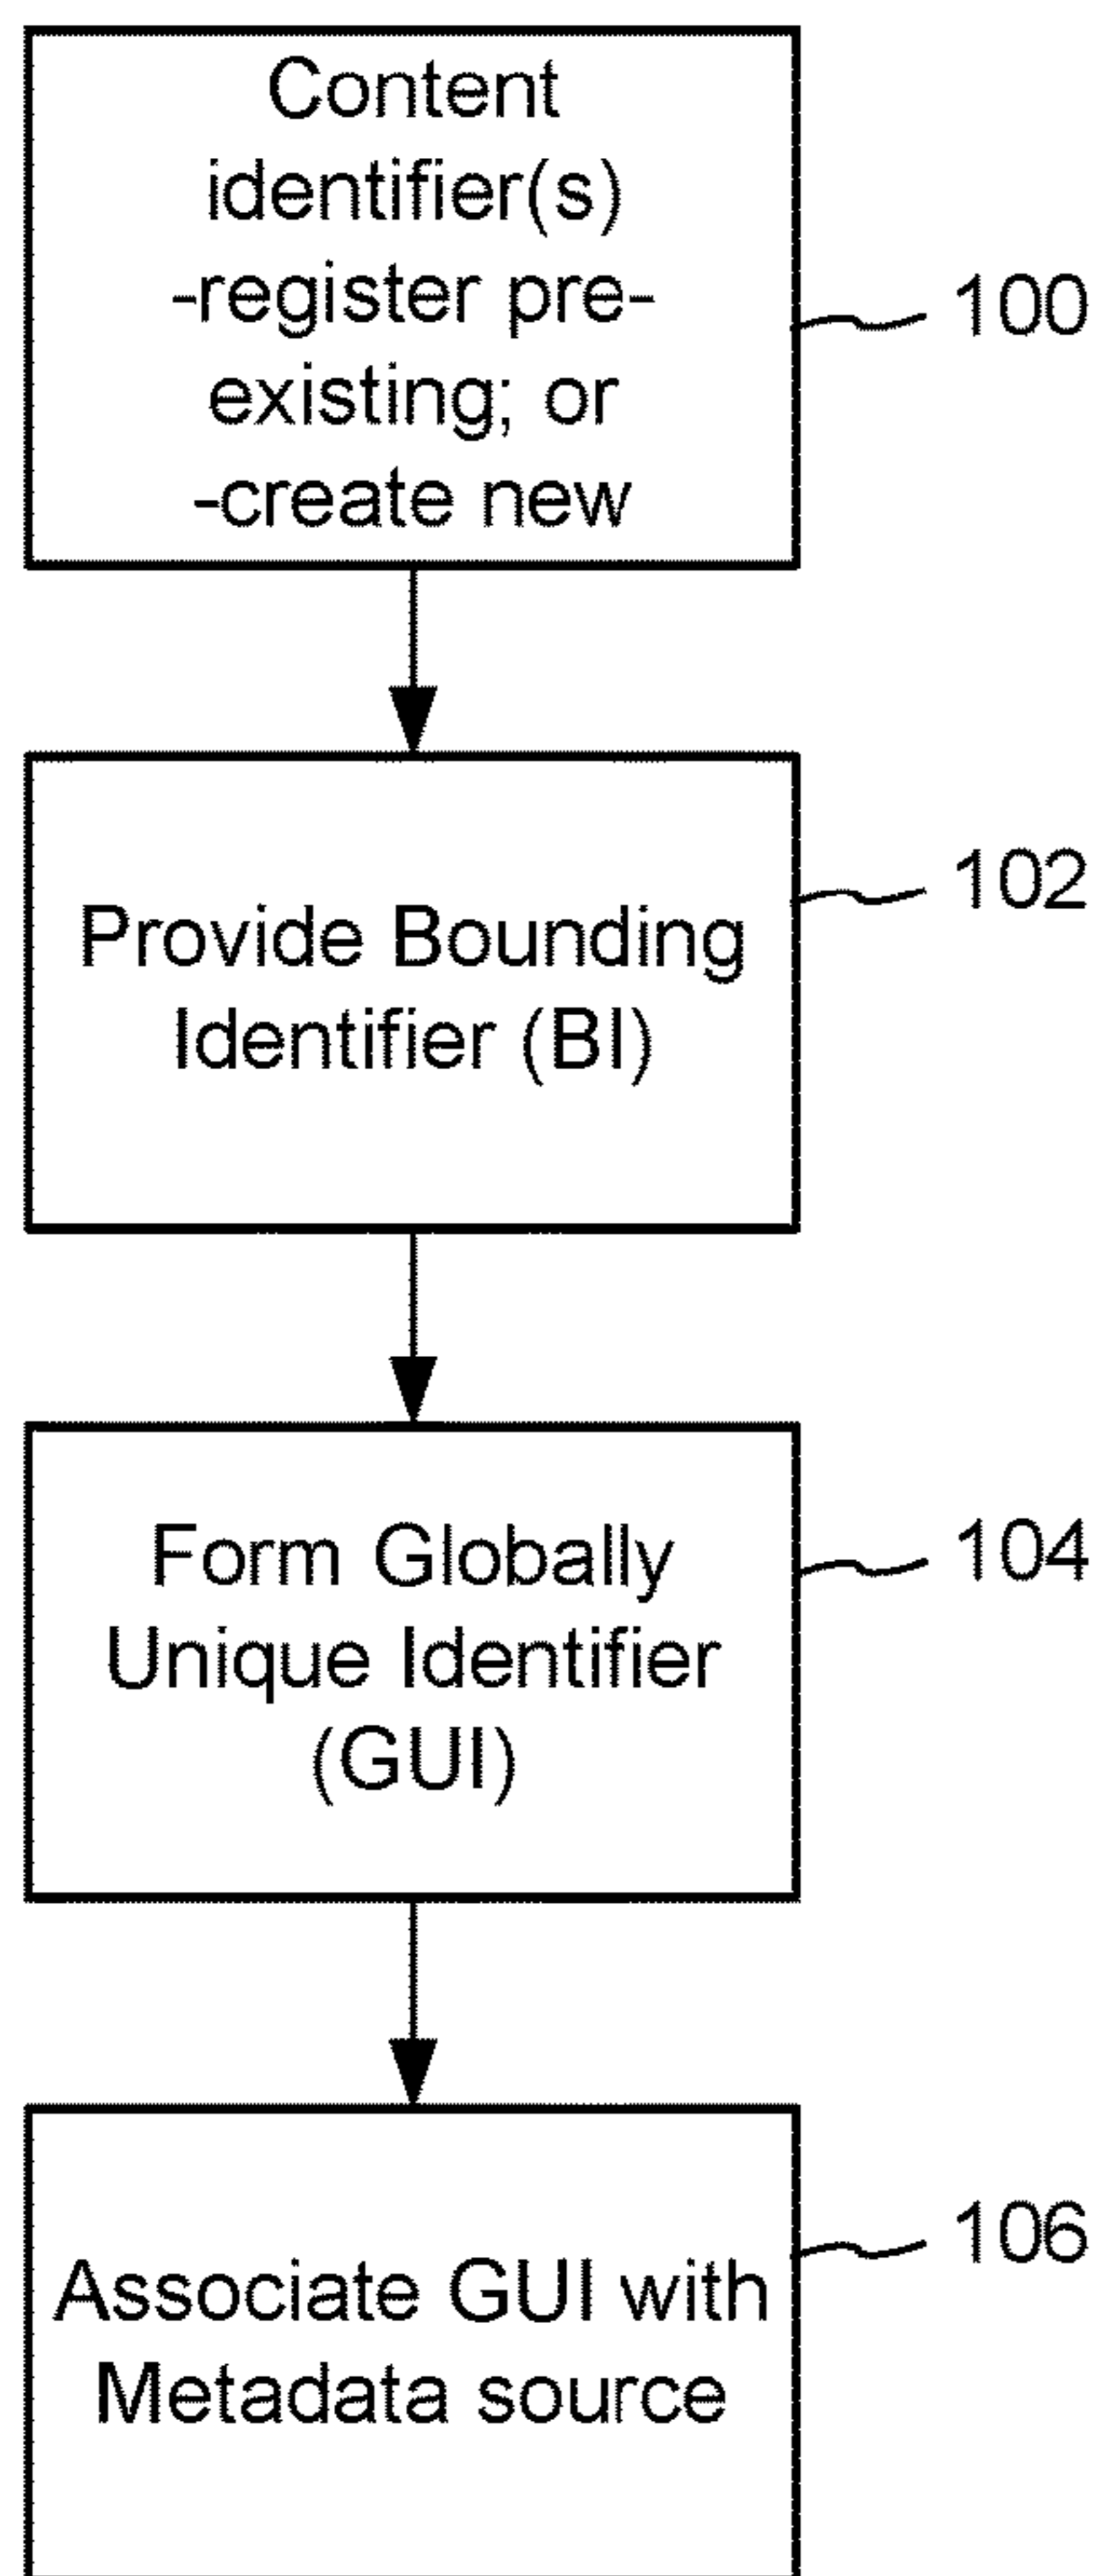 Content
identifier(s)
-register pre-
existing; or
-create new
100
Provide Bounding
Identifier (BI)
102
Form Globally
Unique Identifier
(GUI)
104
Associate GUI with
Metadata source
106